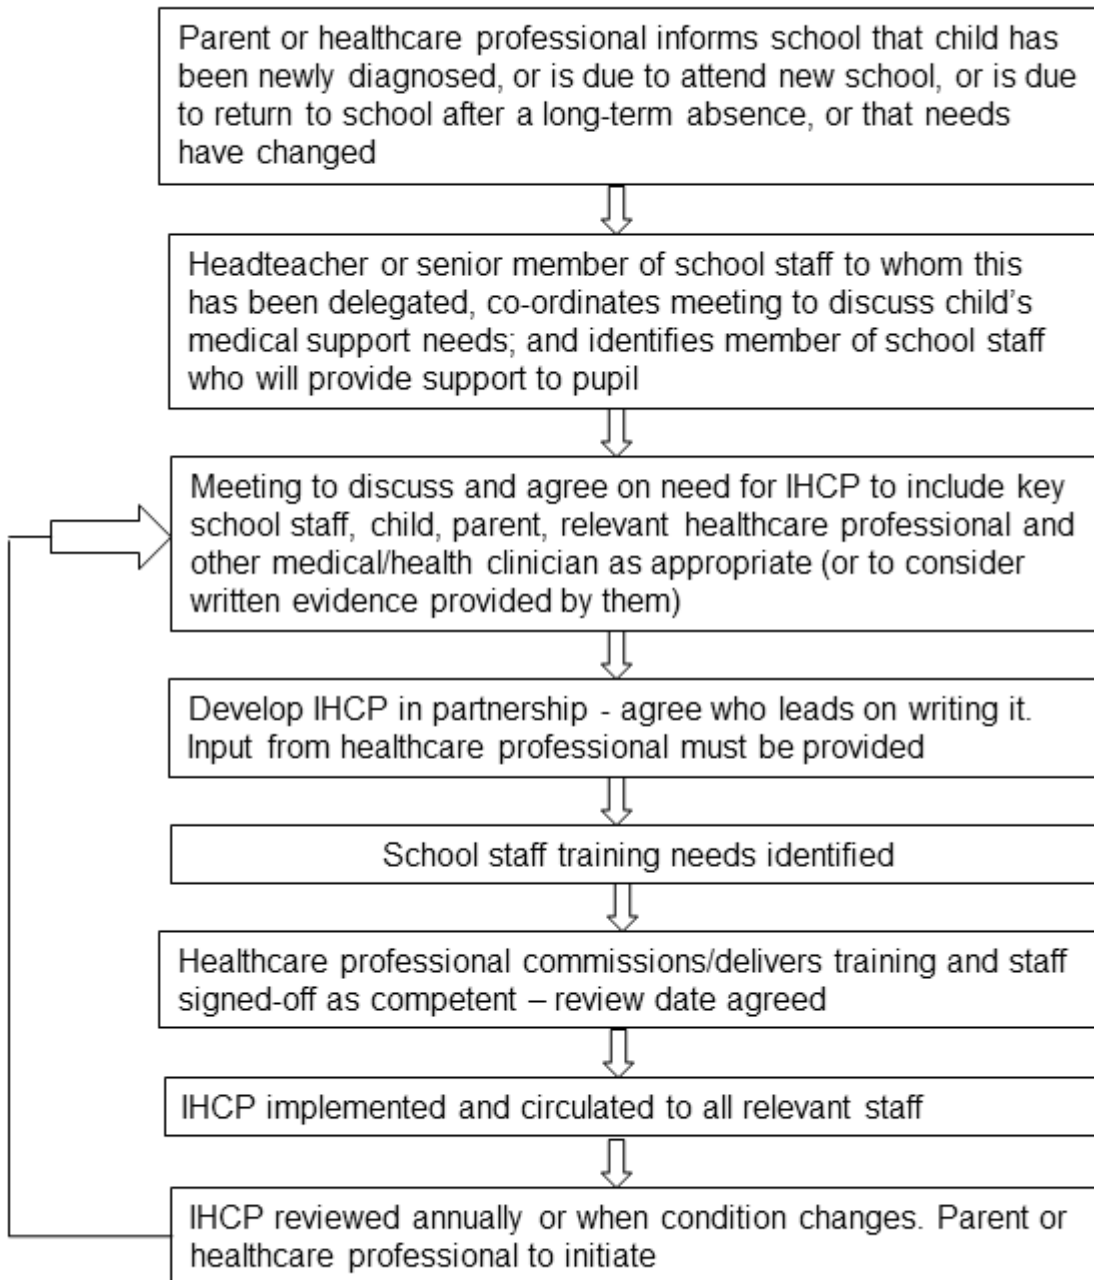 Parent or healthcare professional informs school that child has
been newly diagnosed, or is due to attend new school, or is due
to return to school after a long-term absence, or that needs
have changed
Headteacher or senior member of school staff to whom this
has been delegated, co-ordinates meeting to discuss child's
medical support needs; and identifies member of school staff
who will provide support to pupil
Meeting to discuss and agree on need for IHCP to include key
school staff, child, parent, relevant healthcare professional and
other medical/health clinician as appropriate (or to consider
written evidence provided by them)
Develop IHCP in partnership - agree who leads on writing it.
Input from healthcare professional must be provided
School staff training needs identified
Healthcare professional commissions/delivers training and staff
signed-off as competent – review date agreed
IHCP implemented and circulated to all relevant staff
IHCP reviewed annually or when condition changes. Parent or
healthcare professional to initiate